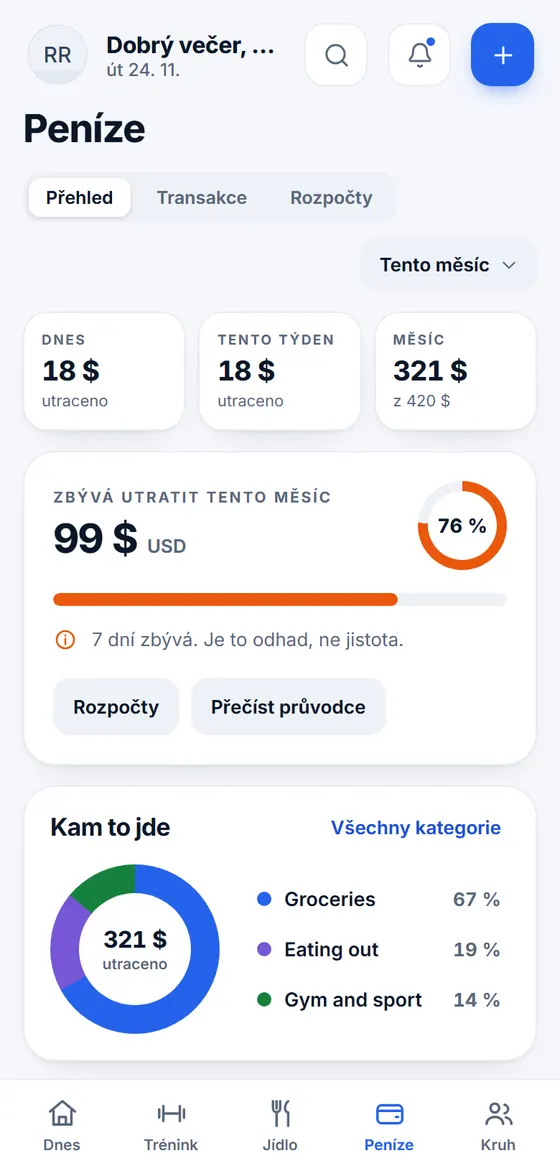 RR
Dobrý večer, ...
út 24. 11.
Peníze
Přehled
Transakce
Rozpočty
Tento měsíc
DNES
18 $
utraceno
TENTO TÝDEN
18 $
utraceno
MĚSÍC
321 $
z 420 $
ZBÝVÁ UTRATIT TENTO MĚSÍC
99 $ USD
76 %
7 dní zbývá. Je to odhad, ne jistota.
Rozpočty
Přečíst průvodce
Kam to jde
Všechny kategorie
321 $
utraceno
Groceries 67 %
Eating out 19 %
Gym and sport 14 %
Dnes
Trénink
Jídlo
Peníze
Kruh